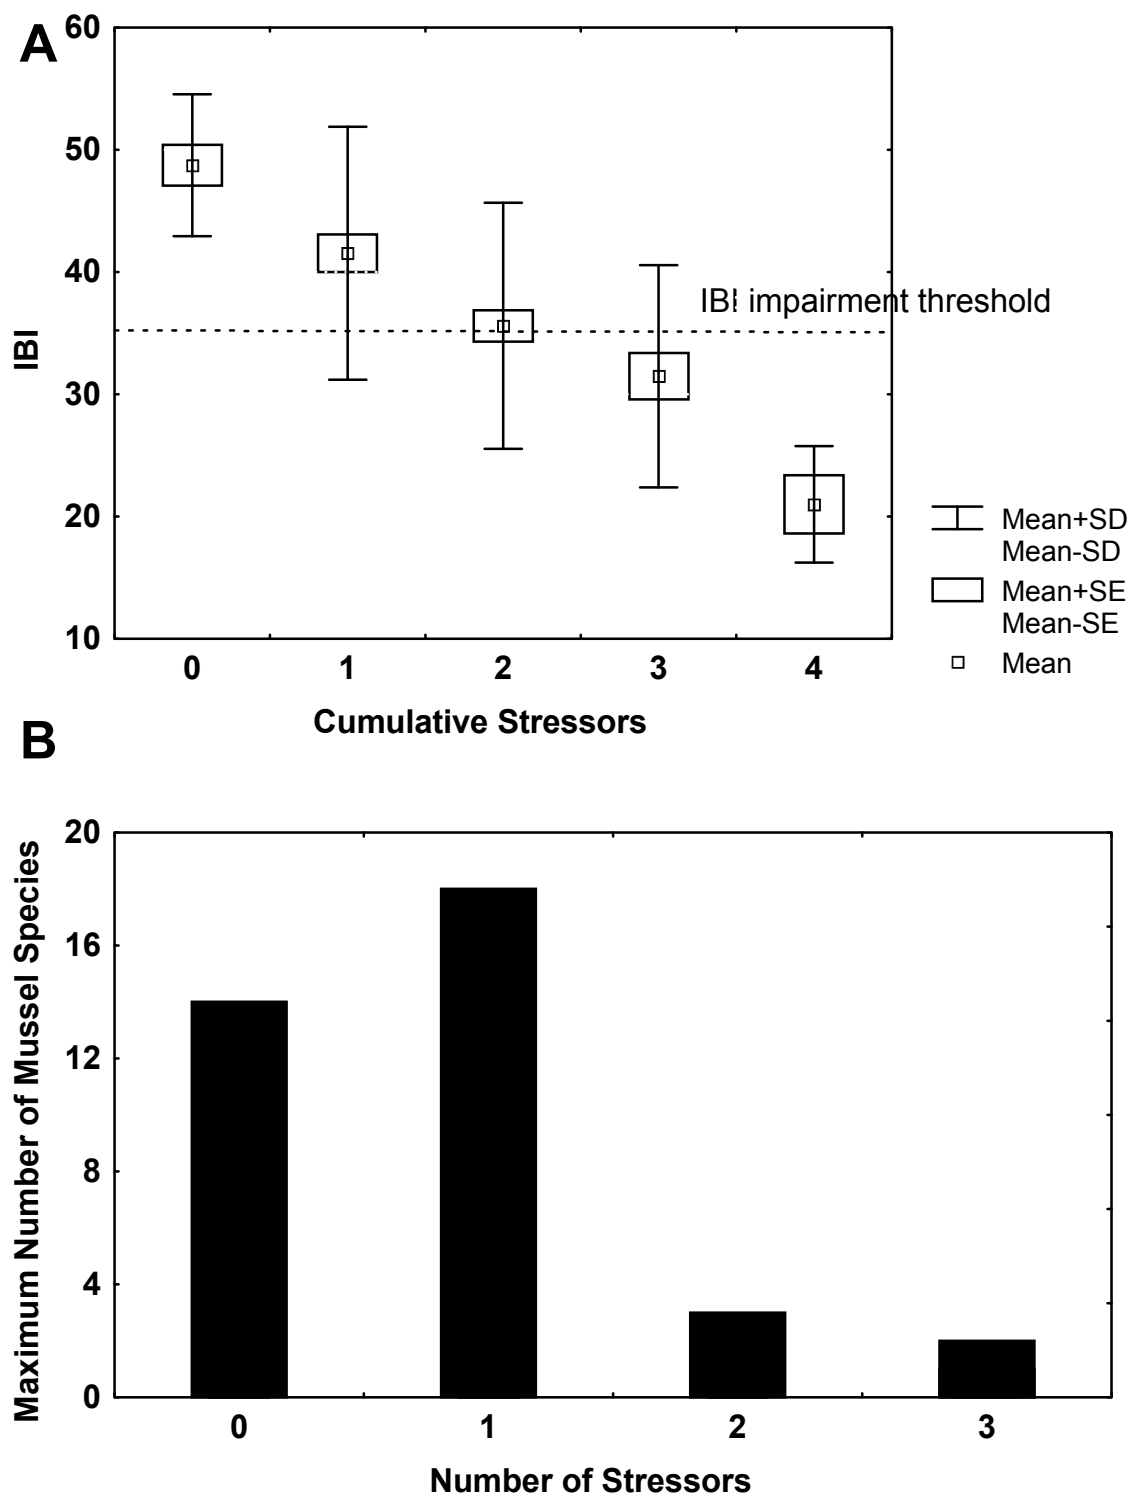 A
60
50
40
30
20
10
IBI
IBI impairment threshold
0 1 2 3 4
Cumulative Stressors
Mean+SD
Mean-SD
Mean+SE
Mean-SE
Mean
B
20
16
12
8
4
0
Maximum Number of Mussel Species
0 1 2 3
Number of Stressors